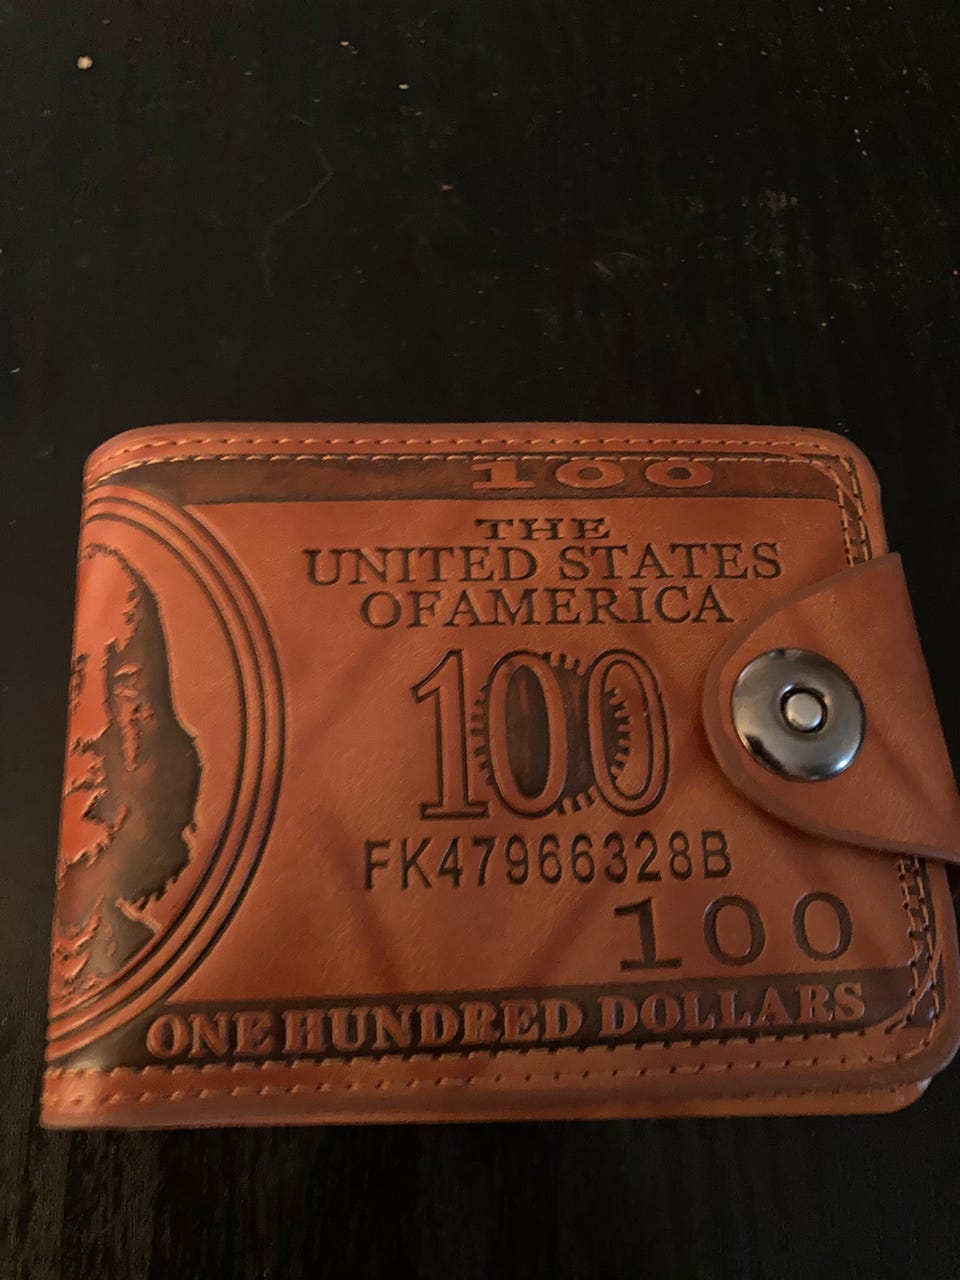 100
THE
UNITED STATES
OFAMERICA
100
FK47966328B
100
ONE HUNDRED DOLLARS